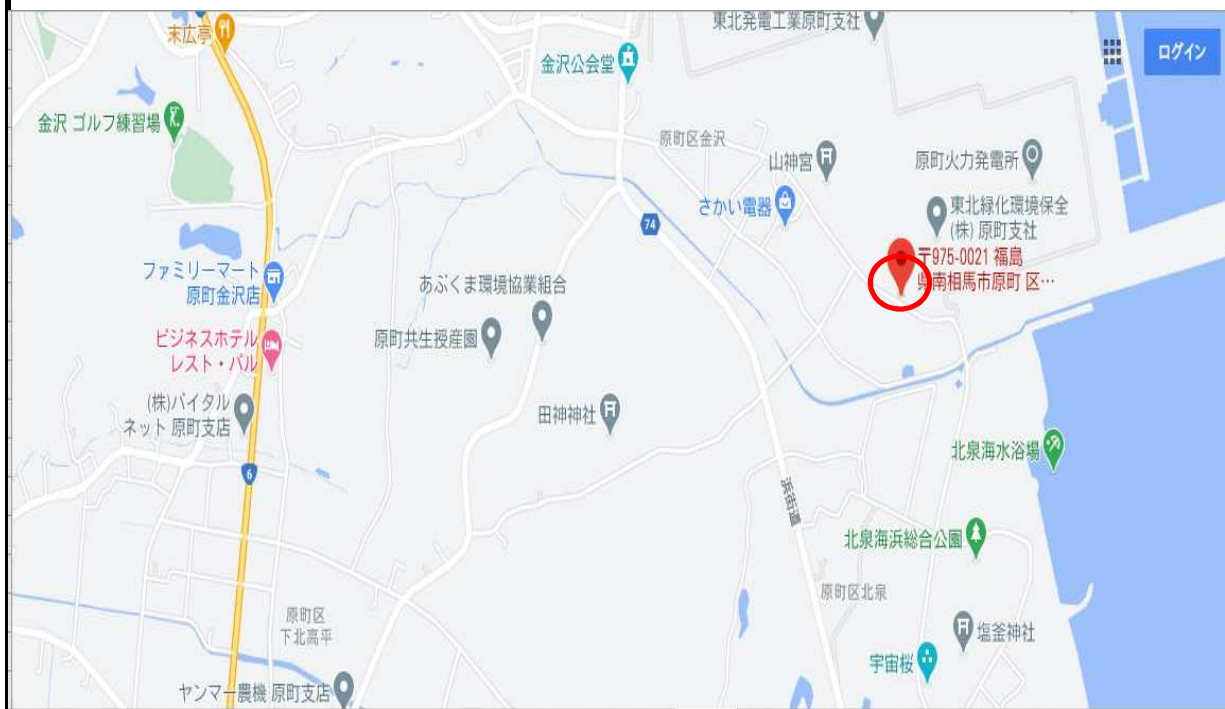 末広亭
東北発電工業原町支社
ログイン
金沢公会堂
金沢 ゴルフ練習場
原町区金沢
山神宮
原町火力発電所
さかい電器
東北緑化環境保全
(株) 原町支社
74
〒975-0021 福島
県南相馬市原町 区…
ファミリーマート
原町金沢店
あぶくま環境協業組合
原町共生授産園
ビジネスホテル
レスト・パル
(株)バイタル
ネット 原町支店
田神神社
北泉海水浴場
6
浜街道
北泉海浜総合公園
原町区北泉
原町区
下北高平
塩釜神社
宇宙桜
ヤンマー農機 原町支店